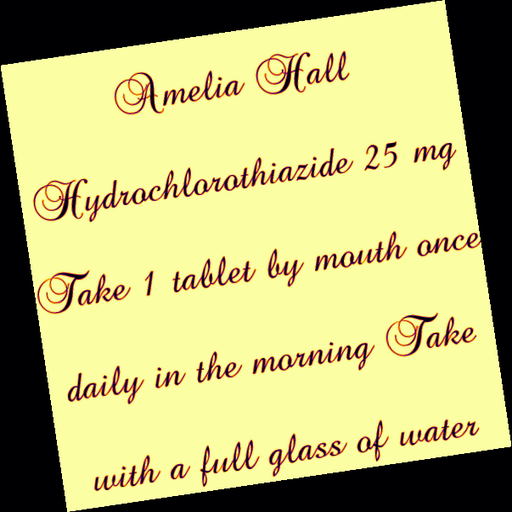 Amelia Hall
Hydrochlorothiazide 25 mg
Take 1 tablet by mouth once
daily in the morning Take
with a full glass of water